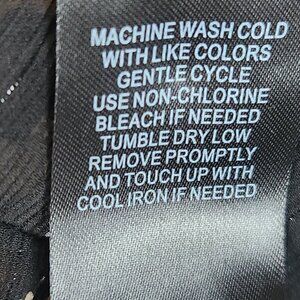 MACHINE WASH COLD
WITH LIKE COLORS
GENTLE CYCLE
USE NON-CHLORINE
BLEACH IF NEEDED
TUMBLE DRY LOW
REMOVE PROMPTLY
AND TOUCH UP WITH
COOL IRON IF NEEDED